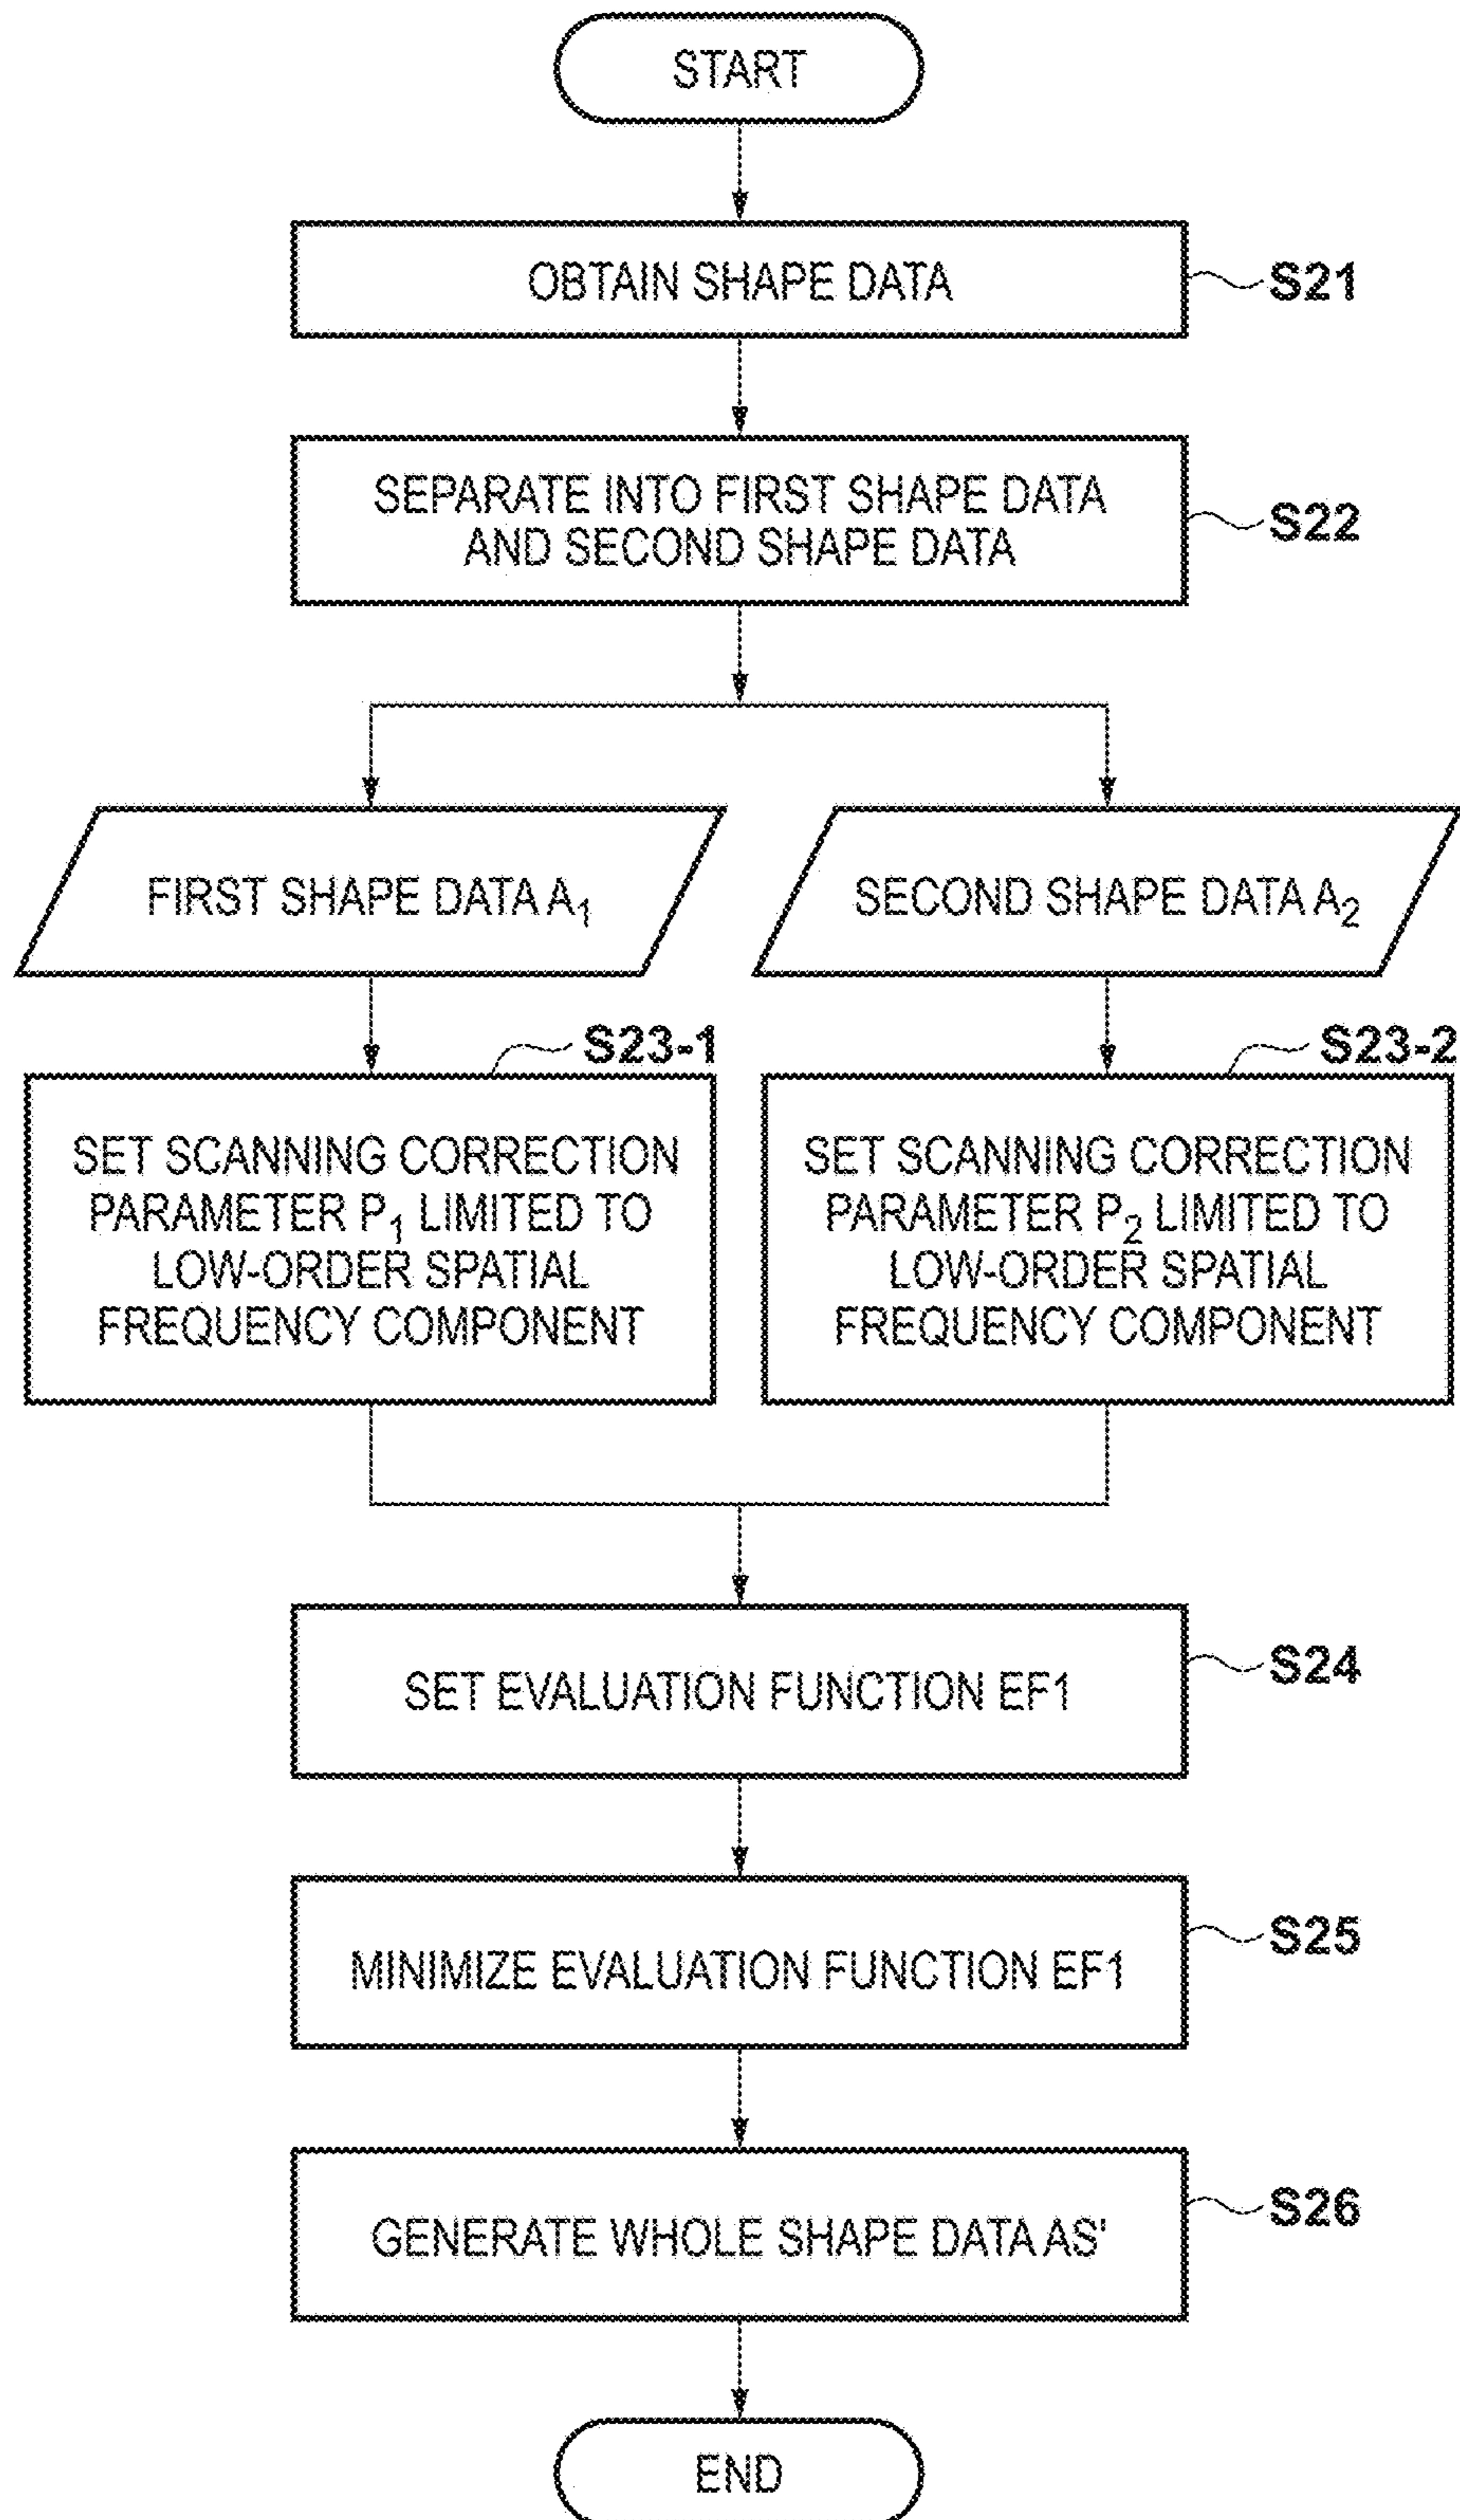 START
OBTAIN SHAPE DATA
S21
SEPARATE INTO FIRST SHAPE DATA
AND SECOND SHAPE DATA
S22
FIRST SHAPE DATA A₁
SECOND SHAPE DATA A₂
S23-1
SET SCANNING CORRECTION
PARAMETER P₁ LIMITED TO
LOW-ORDER SPATIAL
FREQUENCY COMPONENT
S23-2
SET SCANNING CORRECTION
PARAMETER P₂ LIMITED TO
LOW-ORDER SPATIAL
FREQUENCY COMPONENT
SET EVALUATION FUNCTION EF1
S24
MINIMIZE EVALUATION FUNCTION EF1
S25
GENERATE WHOLE SHAPE DATA AS'
S26
END